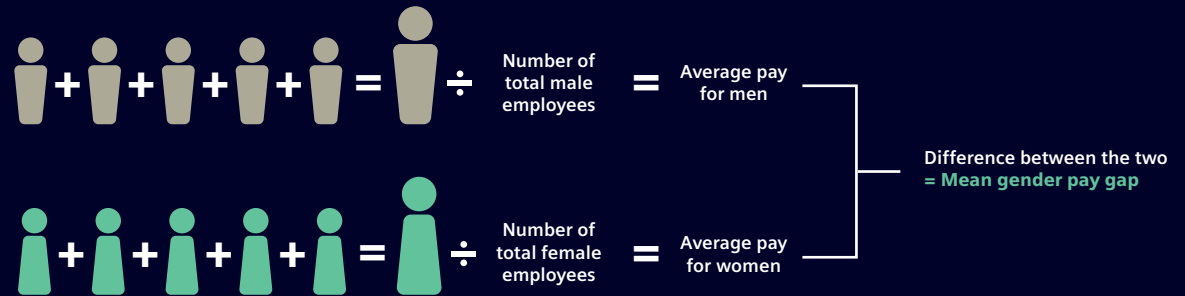 Number of
total male
employees
Average pay
for men
Difference between the two
= Mean gender pay gap
Number of
total female
employees
Average pay
for women